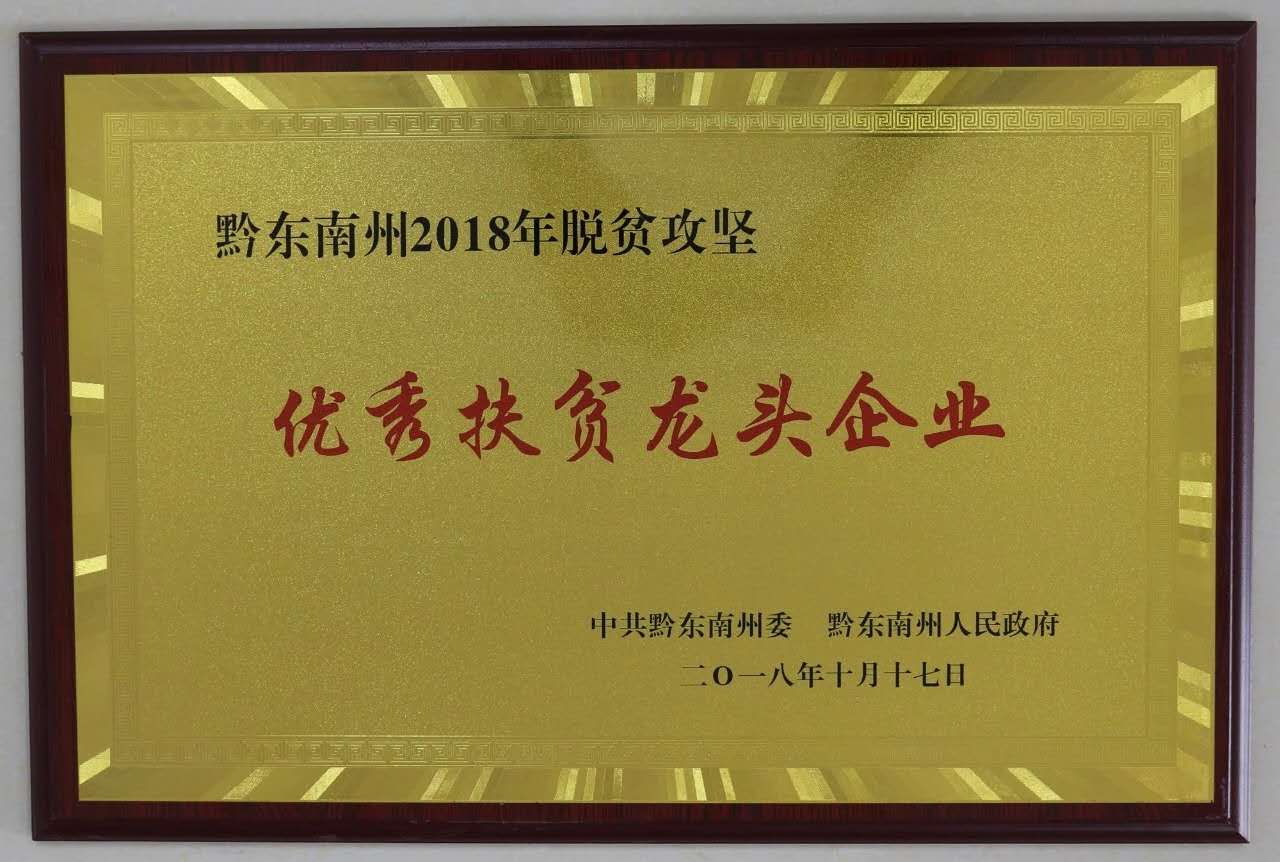 黔东南州2018年脱贫攻坚
优秀扶贫龙头企业
中共黔东南州委 黔东南州人民政府
二〇一八年十月十七日